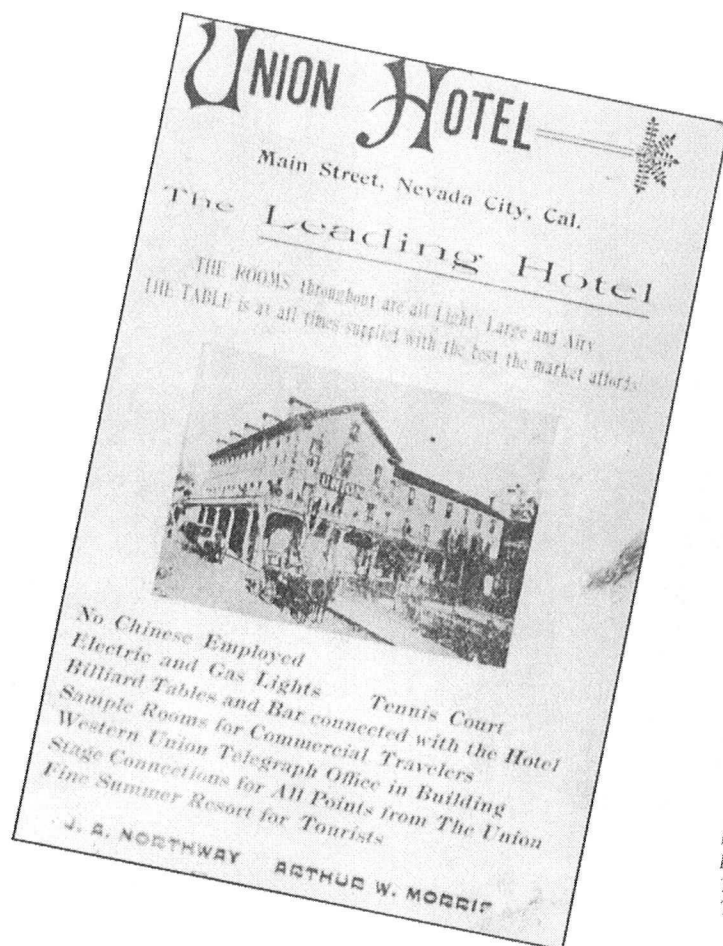 UNION HOTEL
Main Street, Nevada City, Cal.
The Leading Hotel
THE ROOMS throughout are all Light, Large and Airy
THE TABLE is at all times supplied with the best the market affords
UNION
No Chinese Employed
Electric and Gas Lights Tennis Court
Billiard Tables and Bar connected with the Hotel
Sample Rooms for Commercial Travelers
Western Union Telegraph Office in Building
Stage Connections for All Points from The Union
Fine Summer Resort for Tourists
J. A. NORTHWAY ARTHUR W. MORRIS